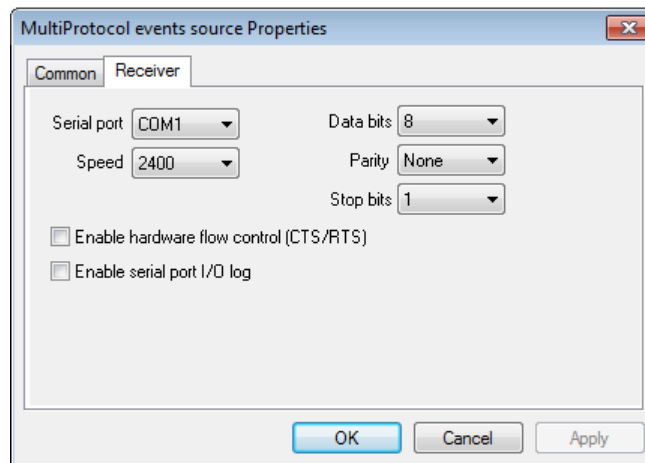 MultiProtocol events source Properties
Common Receiver
Serial port COM1 Data bits 8
Speed 2400 Parity None
Stop bits 1
Enable hardware flow control (CTS/RTS)
Enable serial port I/O log
OK Cancel Apply